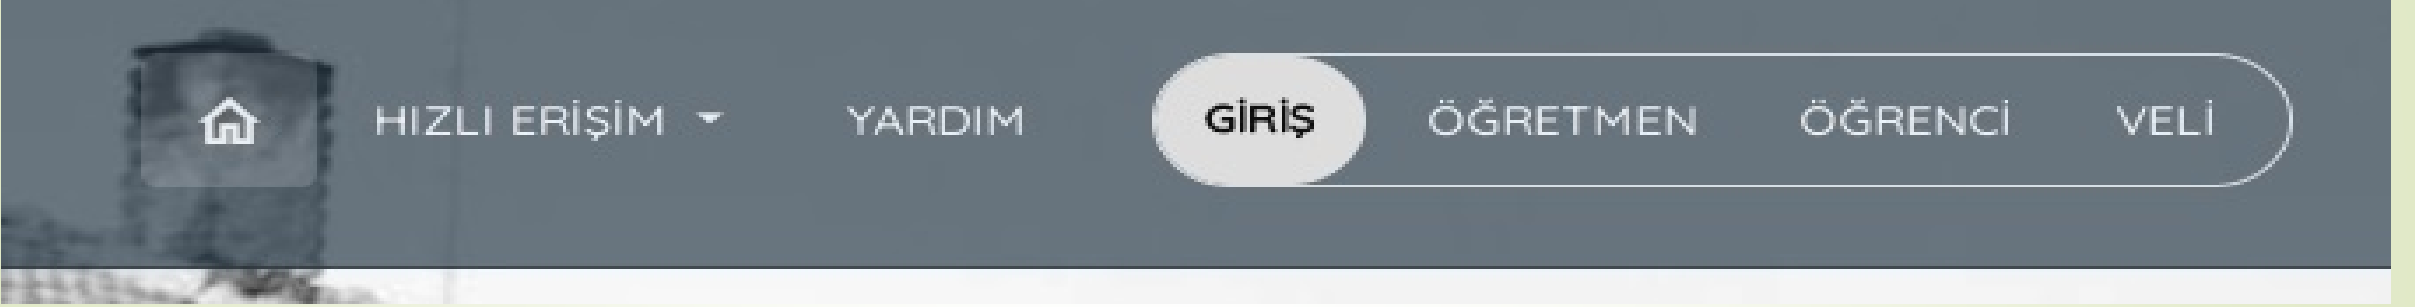 HIZLI ERİŞİM YARDIM GİRİŞ ÖĞRETMEN ÖĞRENCİ VELİ